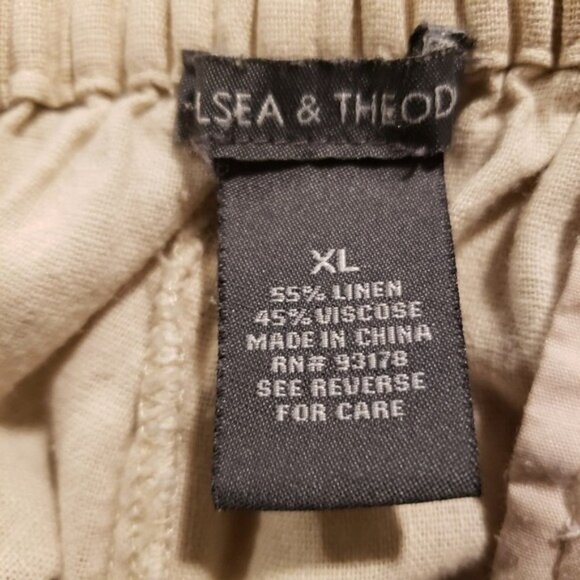 LSEA & THEOD
XL
55% LINEN
45% VISCOSE
MADE IN CHINA
RN# 93178
SEE REVERSE
FOR CARE